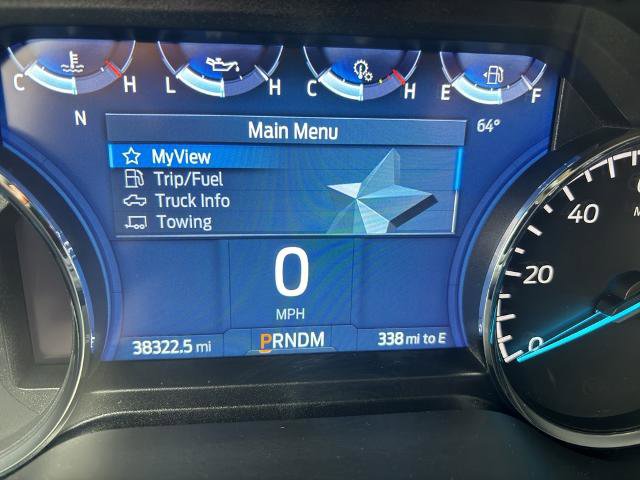 C H L H C H E F
N
64°
Main Menu
MyView
Trip/Fuel
Truck Info
Towing
0
MPH
38322.5 mi
PRNDM
338 mi to E
40
20
0